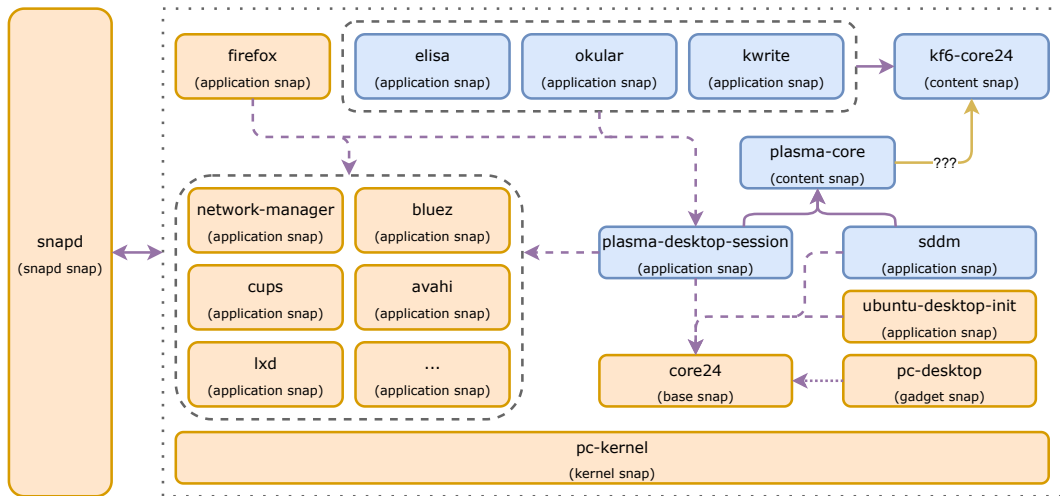 snapd
(snapd snap)
firefox
(application snap)
elisa
(application snap)
okular
(application snap)
kwrite
(application snap)
kf6-core24
(content snap)
plasma-core
(content snap)
???
network-manager
(application snap)
bluez
(application snap)
plasma-desktop-session
(application snap)
sddm
(application snap)
cups
(application snap)
avahi
(application snap)
ubuntu-desktop-init
(application snap)
lxd
(application snap)
...
(application snap)
core24
(base snap)
pc-desktop
(gadget snap)
pc-kernel
(kernel snap)